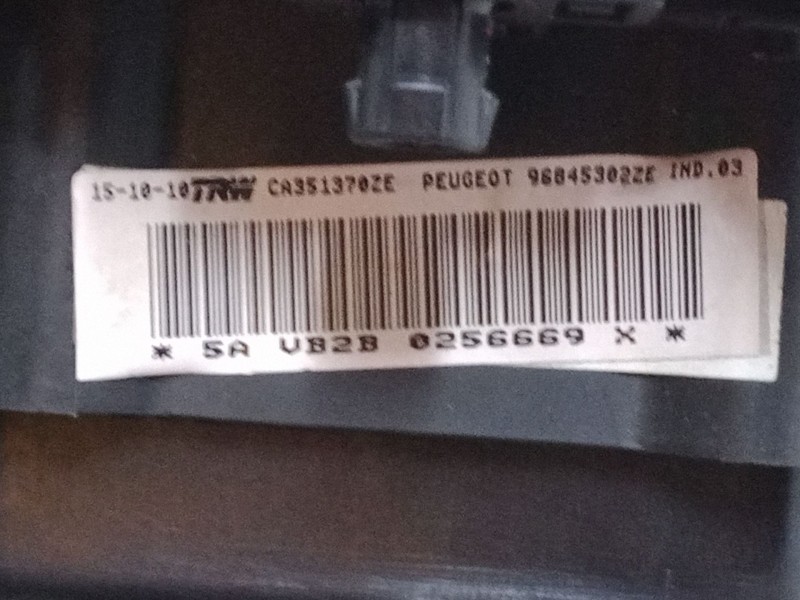 15-10-10 TRW CA351370ZE PEUGEOT 96845302ZE IND.03
* 5A VB2B 0256669 X *